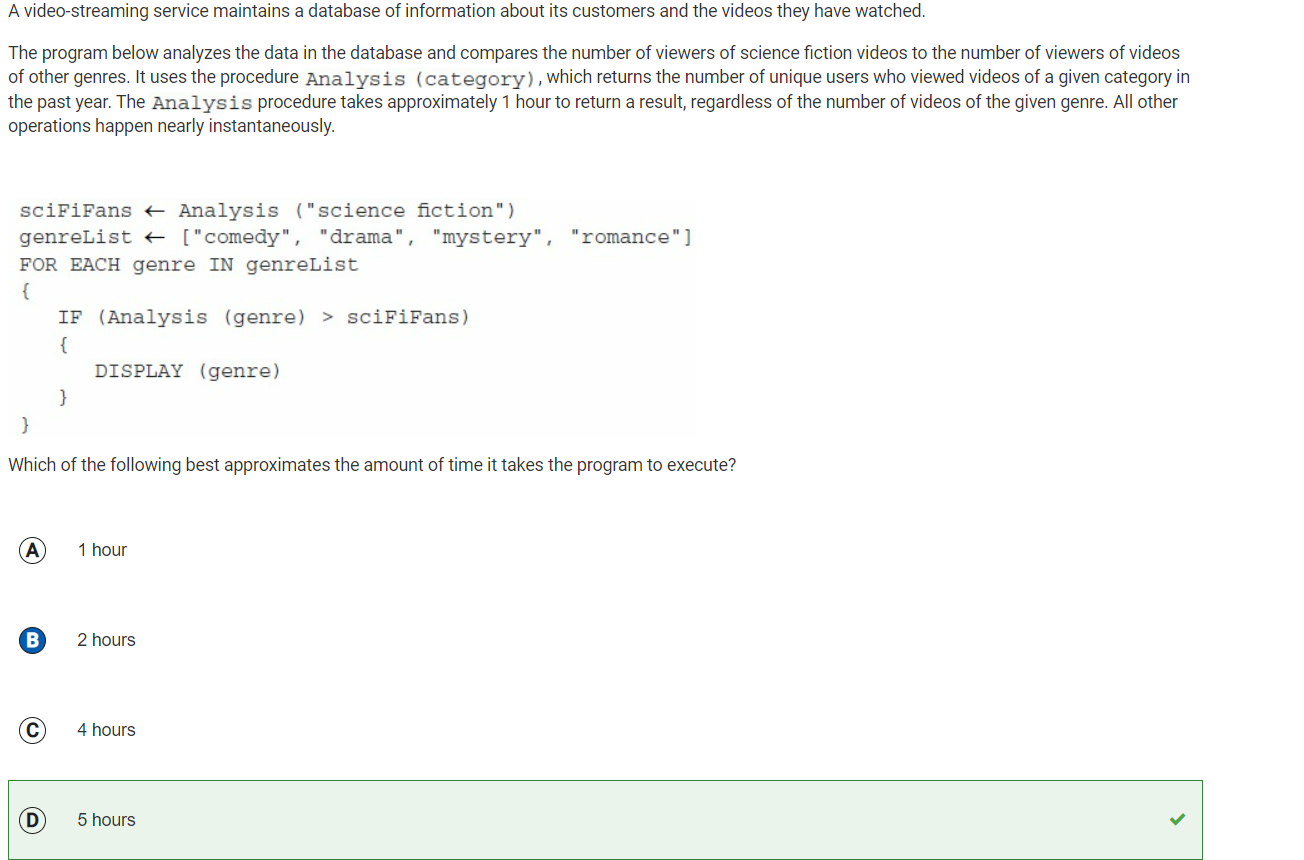 A video-streaming service maintains a database of information about its customers and the videos they have watched.
The program below analyzes the data in the database and compares the number of viewers of science fiction videos to the number of viewers of videos
of other genres. It uses the procedure Analysis (category), which returns the number of unique users who viewed videos of a given category in
the past year. The Analysis procedure takes approximately 1 hour to return a result, regardless of the number of videos of the given genre. All other
operations happen nearly instantaneously.
sciFiFans ← Analysis ("science fiction")
genreList ← ["comedy", "drama", "mystery", "romance"]
FOR EACH genre IN genreList
{
IF (Analysis (genre) > sciFiFans)
{
DISPLAY (genre)
}
}
Which of the following best approximates the amount of time it takes the program to execute?
A 1 hour
B 2 hours
C 4 hours
D 5 hours